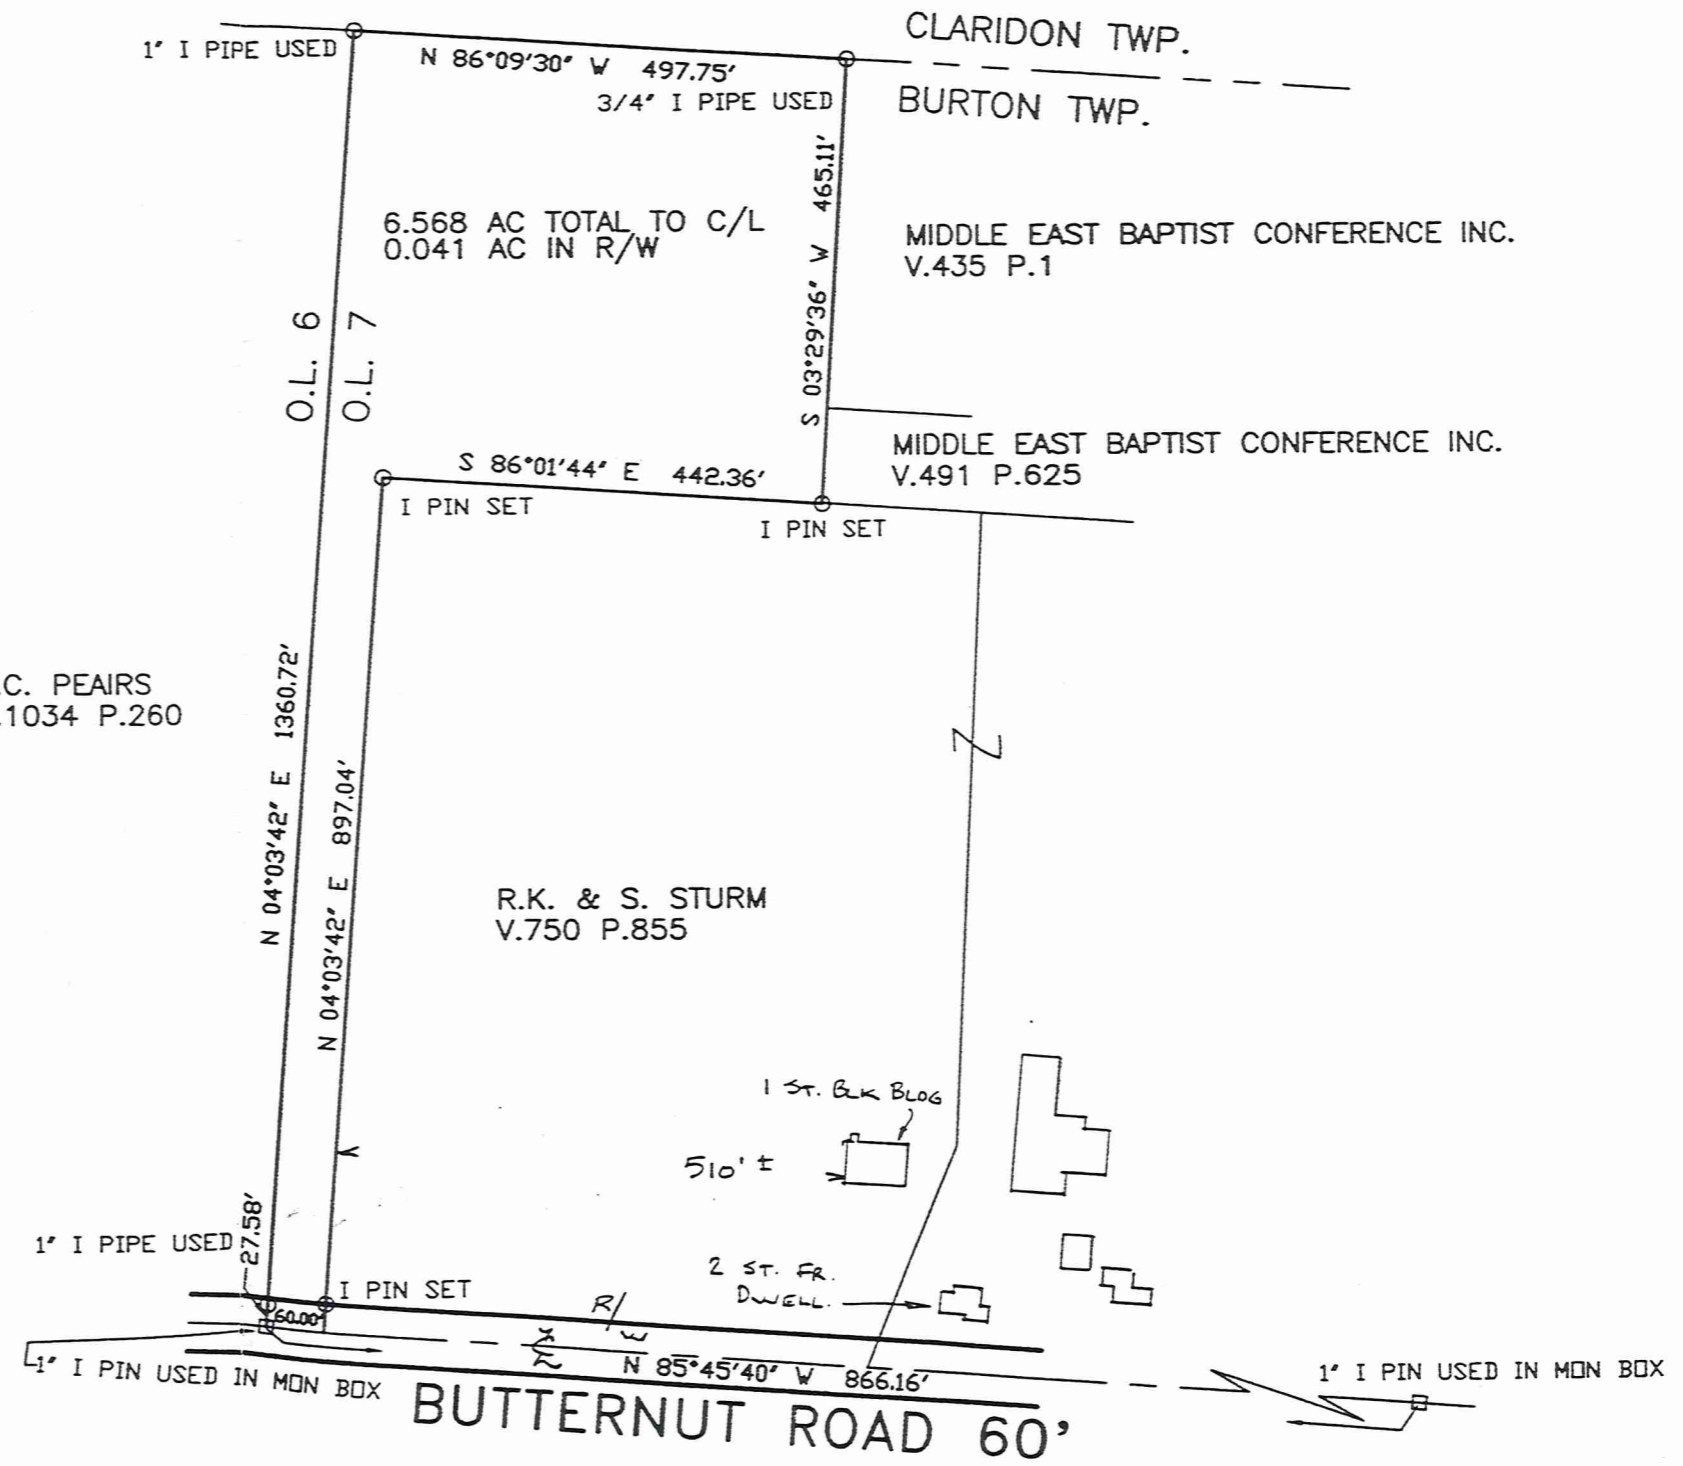 CLARIDON TWP.
1" I PIPE USED
N 86°09'30" W 497.75'
3/4" I PIPE USED
BURTON TWP.
S 03°29'36" W 465.11'
6.568 AC TOTAL TO C/L
0.041 AC IN R/W
MIDDLE EAST BAPTIST CONFERENCE INC.
V.435 P.1
O.L. 6
O.L. 7
MIDDLE EAST BAPTIST CONFERENCE INC.
V.491 P.625
S 86°01'44" E 442.36'
I PIN SET
I PIN SET
N 04°03'42" E 1360.72'
.C. PEAIRS
.1034 P.260
N 04°03'42" E 897.04'
R.K. & S. STURM
V.750 P.855
1 ST. BLK BLDG
510' ±
27.58'
1" I PIPE USED
I PIN SET
2 ST. FR.
DWELL.
60.00'
R/W
N 85°45'40" W 866.16'
1" I PIN USED IN MON BOX
1" I PIN USED IN MON BOX
BUTTERNUT ROAD 60'